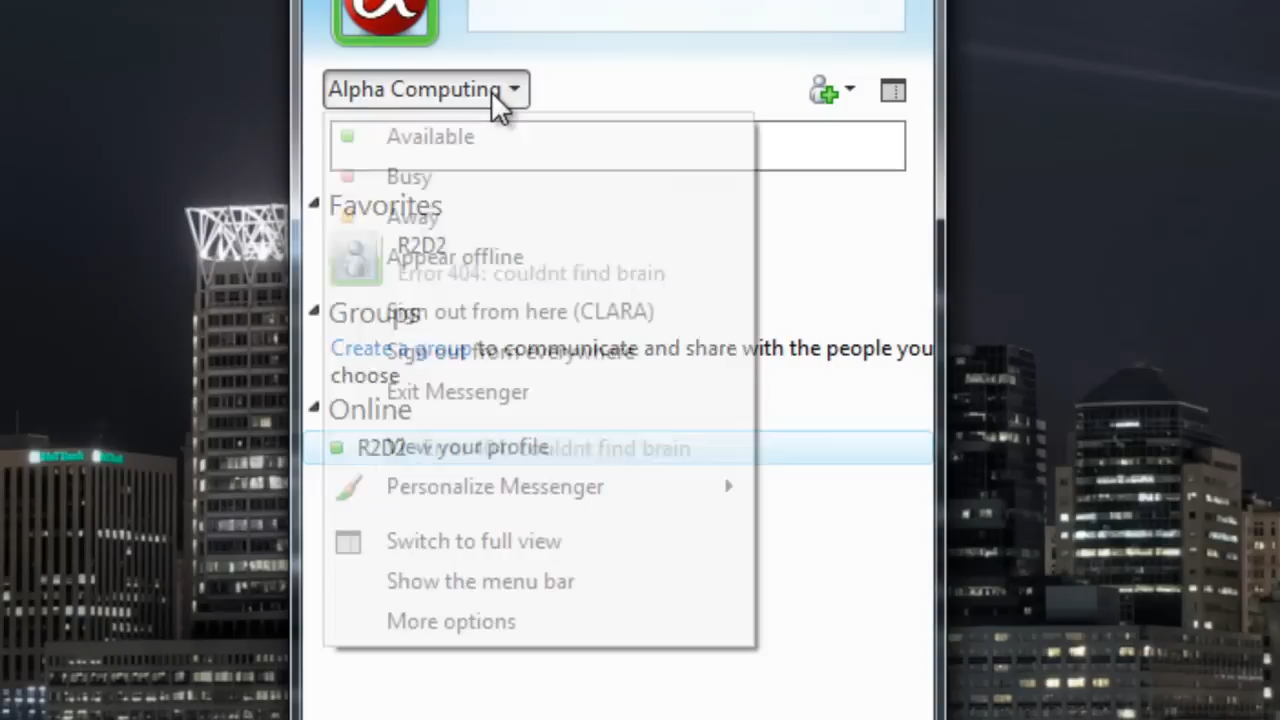 Alpha Computing
Available
Busy
Favorites
Away
R2D2
Appear offline
Error 404: couldnt find brain
Groups
Sign out from here (CLARA)
Create a group to communicate and share with the people you
Sign out from everywhere
choose
Exit Messenger
Online
R2D2 - Error 404: couldnt find brain
View your profile
Personalize Messenger
Switch to full view
Show the menu bar
More options